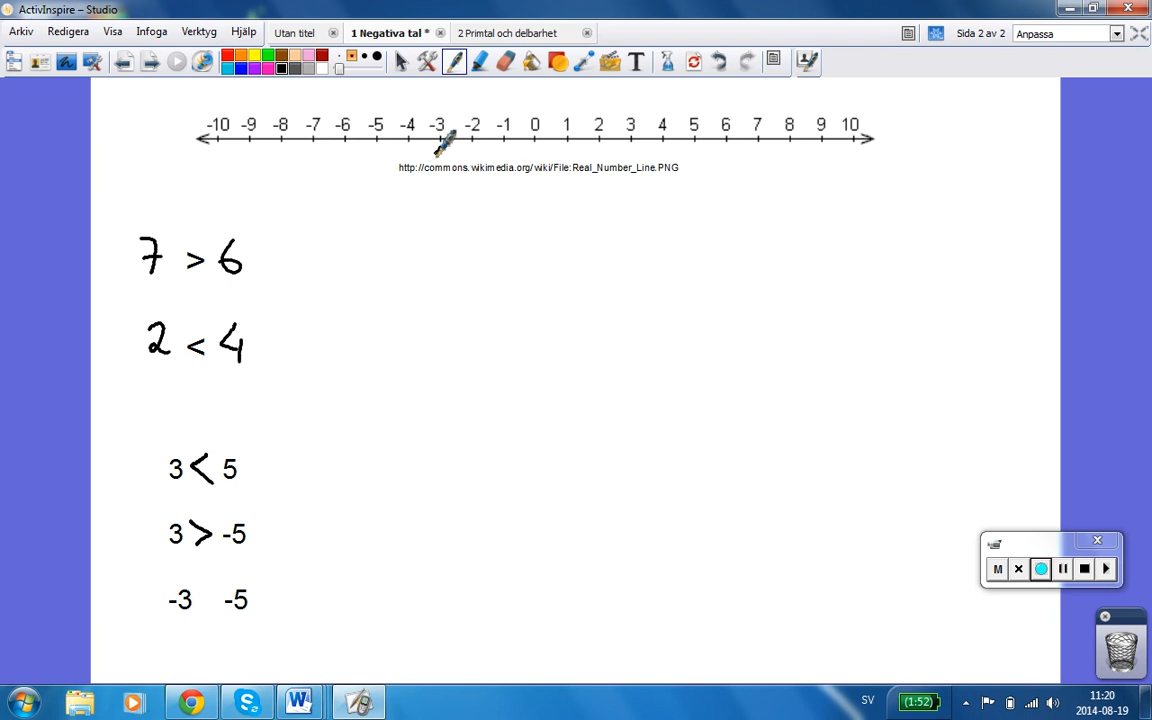 ActivInspire – Studio
Arkiv Redigera Visa Infoga Verktyg Hjälp Utan titel 1 Negativa tal * 2 Primtal och delbarhet Sida 2 av 2 Anpassa
T
-10 -9 -8 -7 -6 -5 -4 -3 -2 -1 0 1 2 3 4 5 6 7 8 9 10
http://commons.wikimedia.org/wiki/File:Real_Number_Line.PNG
7 > 6
2 < 4
3 < 5
3 > -5
-3 -5
M
SV (1:52) 11:20
2014-08-19